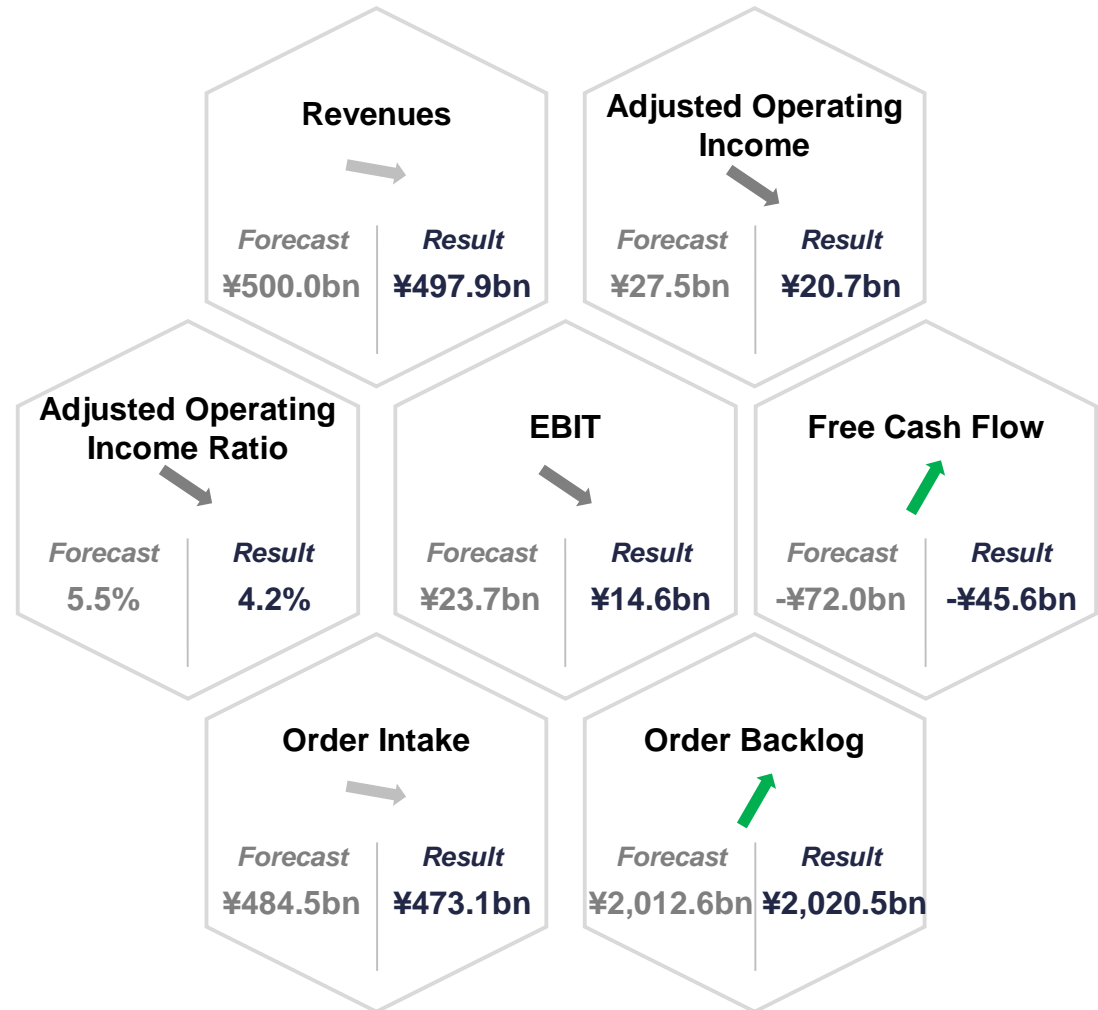 Revenues
Forecast
Result
¥500.0bn
¥497.9bn
Adjusted Operating
Income
Forecast
Result
¥27.5bn
¥20.7bn
Adjusted Operating
Income Ratio
Forecast
Result
5.5%
4.2%
EBIT
Forecast
Result
¥23.7bn
¥14.6bn
Free Cash Flow
Forecast
Result
-¥72.0bn
-¥45.6bn
Order Intake
Forecast
Result
¥484.5bn
¥473.1bn
Order Backlog
Forecast
Result
¥2,012.6bn
¥2,020.5bn